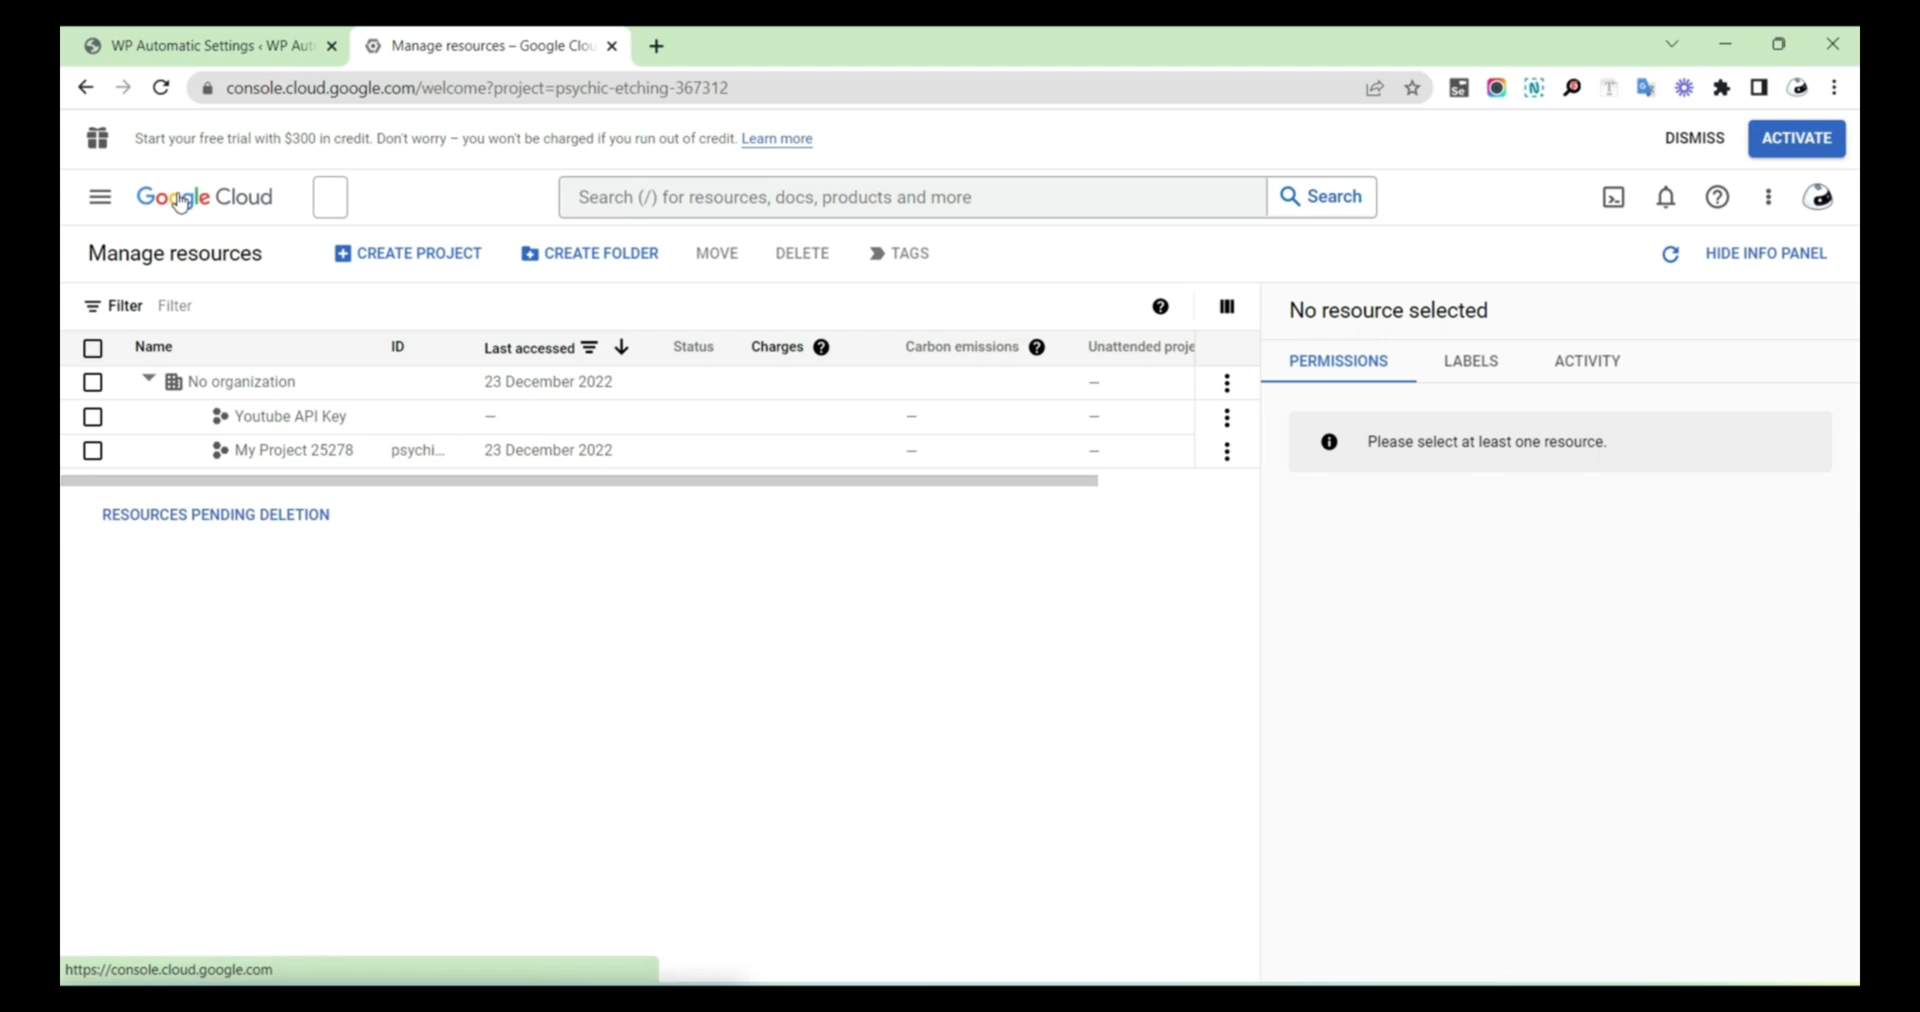 WP Automatic Settings ‹ WP Aut
Manage resources – Google Clou
console.cloud.google.com/welcome?project=psychic-etching-367312
Start your free trial with $300 in credit. Don't worry – you won't be charged if you run out of credit. Learn more
DISMISS
ACTIVATE
Google Cloud
Search (/) for resources, docs, products and more
Search
Manage resources
CREATE PROJECT
CREATE FOLDER
MOVE
DELETE
TAGS
HIDE INFO PANEL
Filter Filter
Name ID Last accessed Status Charges Carbon emissions Unattended proje
No organization 23 December 2022 –
Youtube API Key – – –
My Project 25278 psychi... 23 December 2022 – –
RESOURCES PENDING DELETION
No resource selected
PERMISSIONS LABELS ACTIVITY
Please select at least one resource.
https://console.cloud.google.com